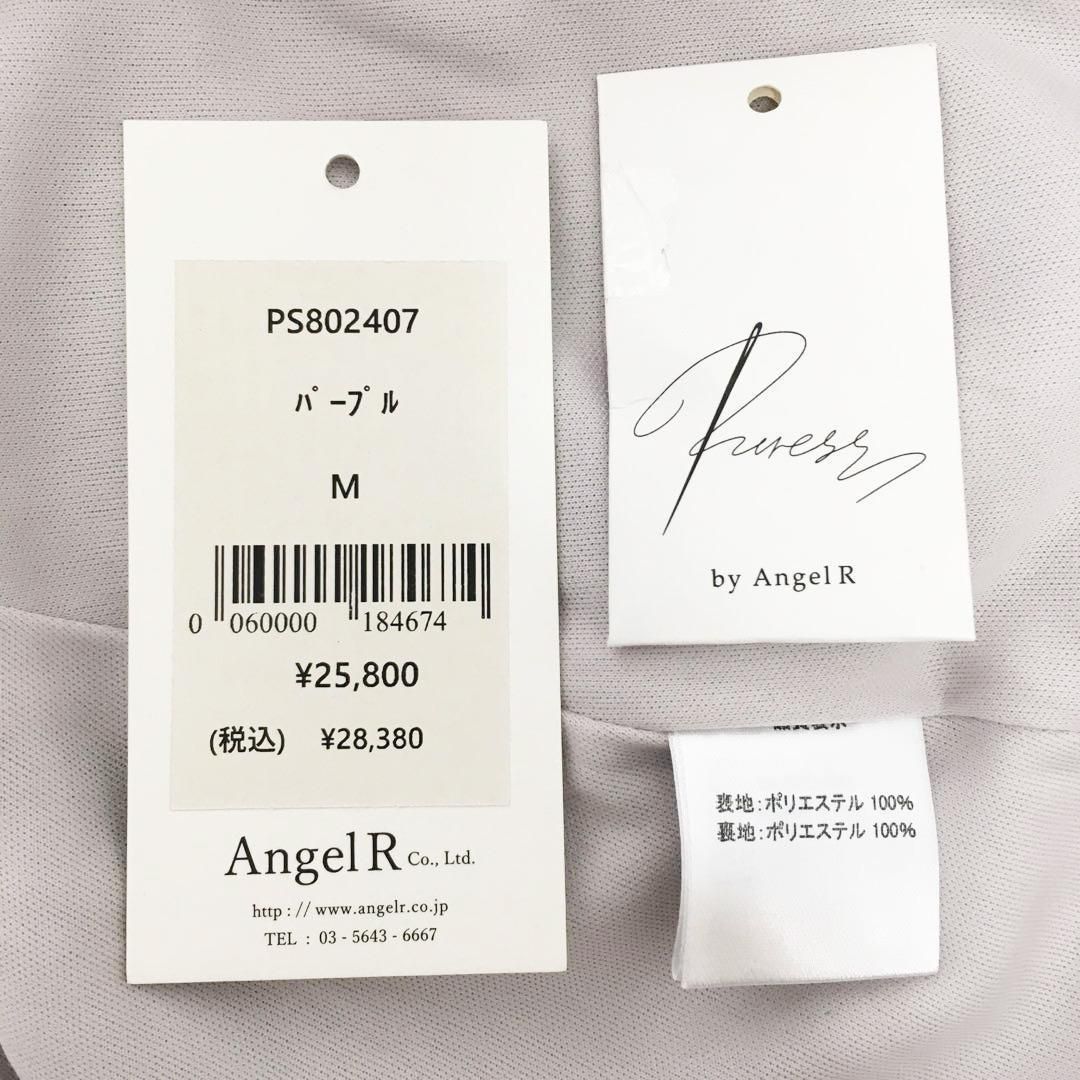 PS802407
ﾊﾟｰﾌﾟﾙ
M
0 060000 184674
¥25,800
(税込) ¥28,380
Angel R Co., Ltd.
http : // www.angelr.co.jp
TEL : 03 - 5643 - 6667
Puress
by Angel R
表地:ポリエステル 100%
裏地:ポリエステル 100%